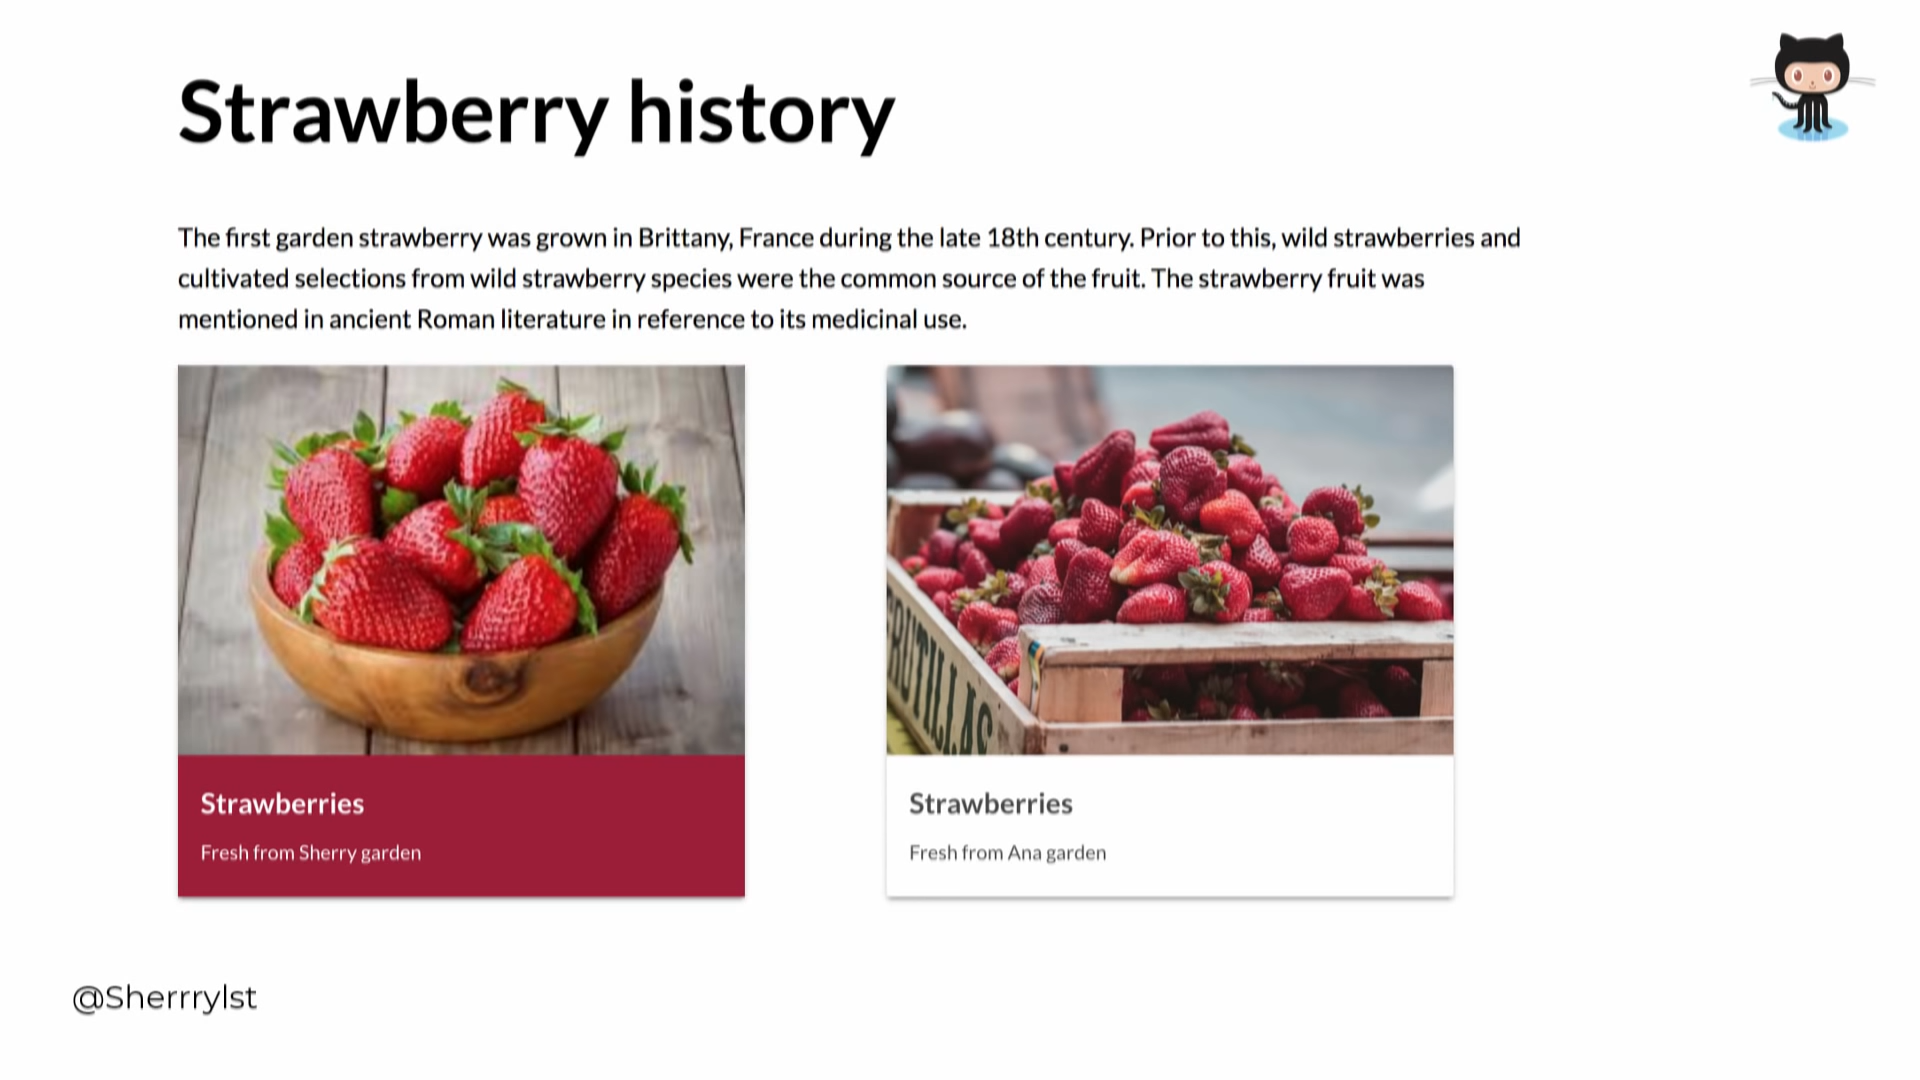 Strawberry history
The first garden strawberry was grown in Brittany, France during the late 18th century. Prior to this, wild strawberries and
cultivated selections from wild strawberry species were the common source of the fruit. The strawberry fruit was
mentioned in ancient Roman literature in reference to its medicinal use.
FRUTILLAS
Strawberries
Fresh from Sherry garden
Strawberries
Fresh from Ana garden
@Sherrrylst